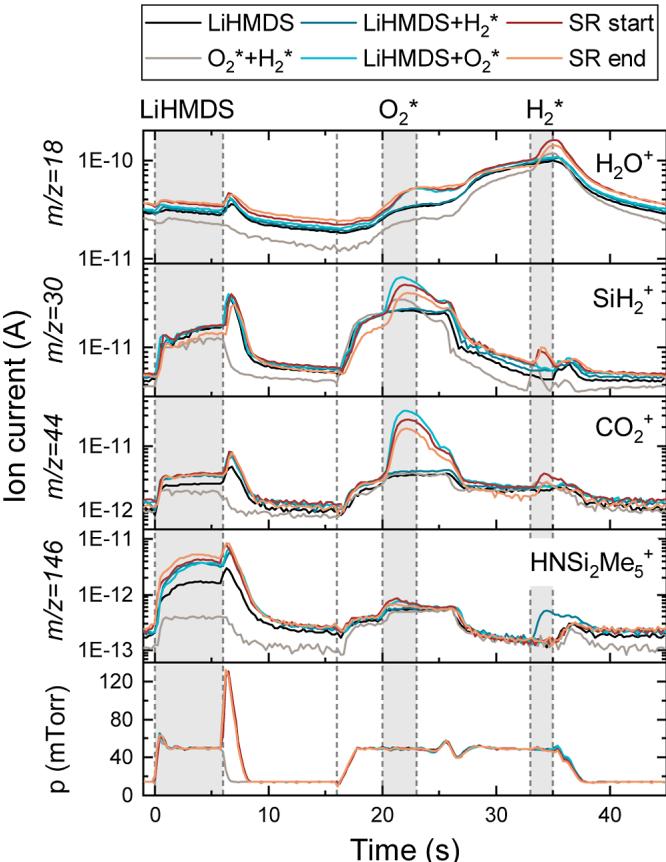 LiHMDS LiHMDS+H2* SR start
O2*+H2* LiHMDS+O2* SR end
LiHMDS O2* H2*
m/z=18
1E-10
1E-11
H2O+
m/z=30
1E-11
SiH2+
m/z=44
1E-11
1E-12
CO2+
m/z=146
1E-11
1E-12
1E-13
HNSi2Me5+
Ion current (A)
p (mTorr)
120
80
40
0
0 10 20 30 40
Time (s)